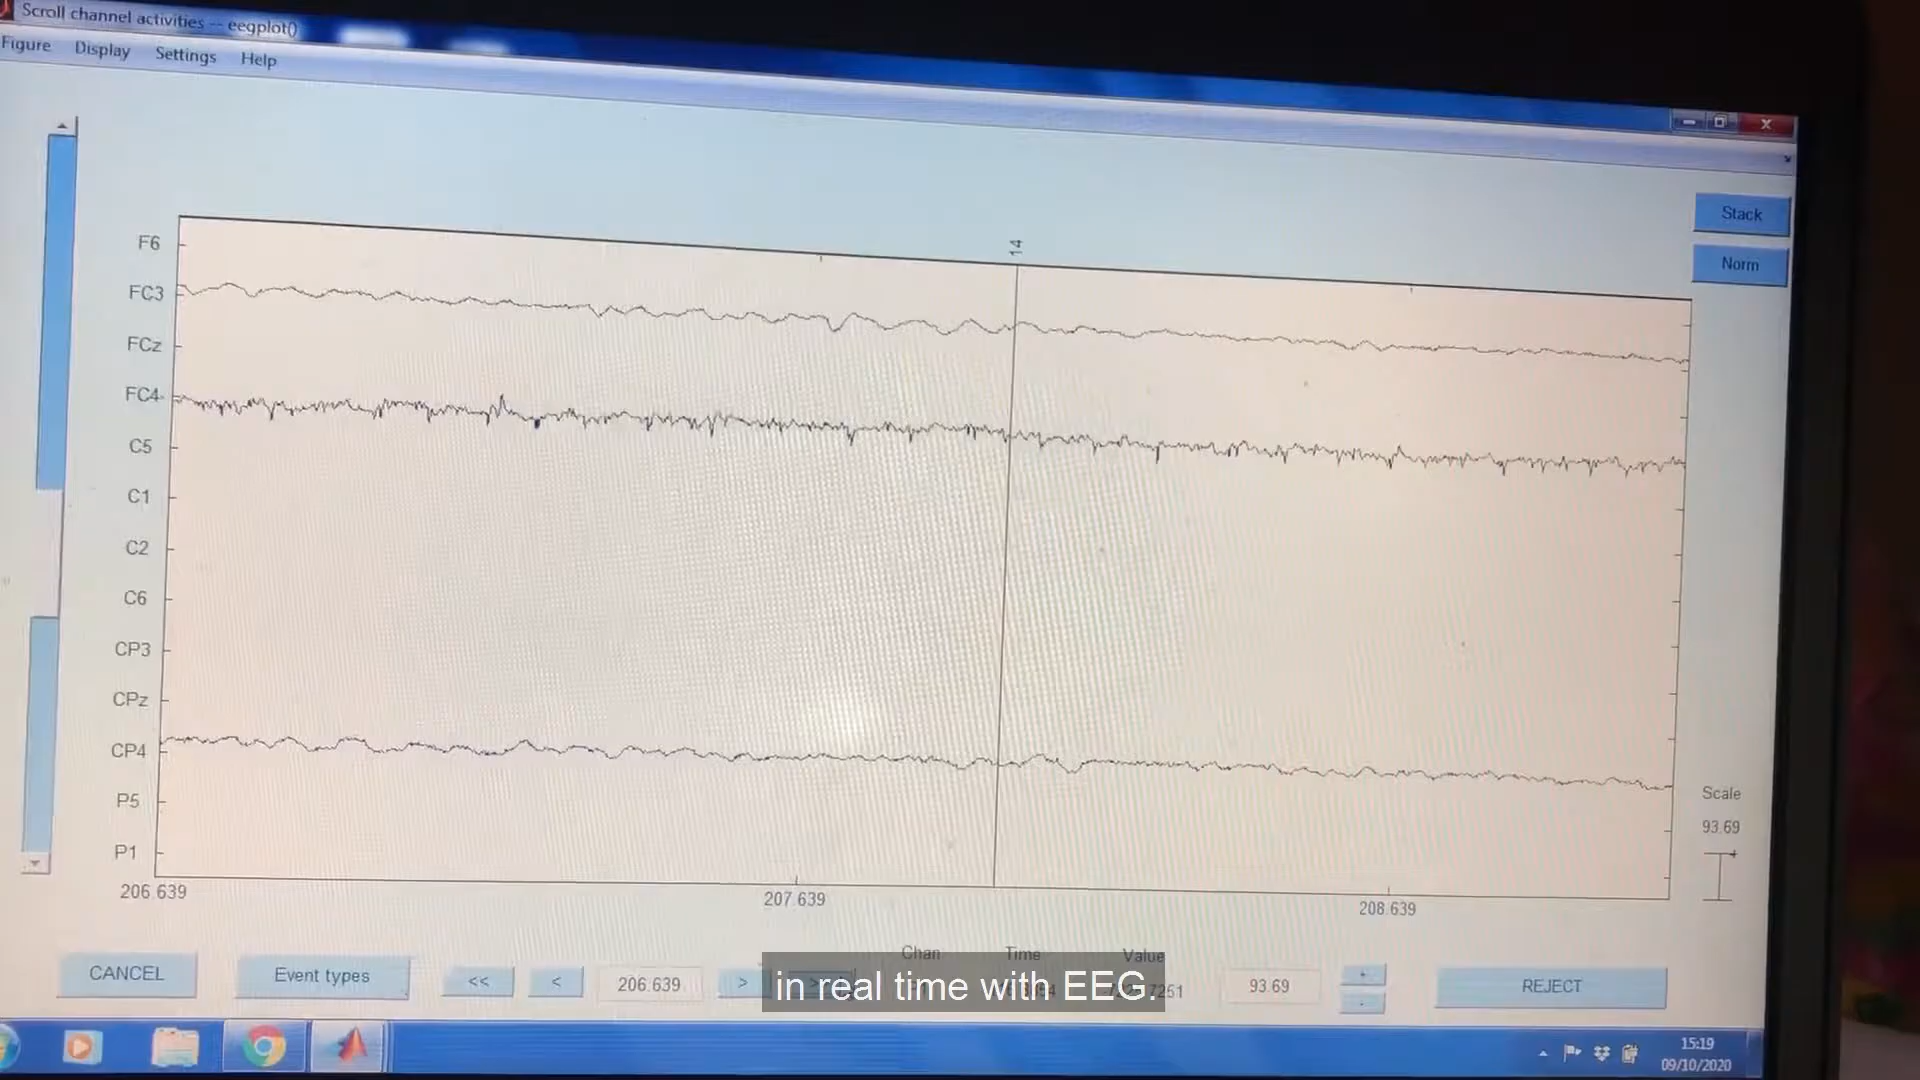 Scroll channel activities -- eegplot()
Figure Display Settings Help
Stack
Norm
14
F6
FC3
FCz
FC4
C5
C1
C2
C6
CP3
CPz
CP4
P5
P1
206.639 207.639 208.639
Scale
93.69
Chan Time Value
CANCEL Event types << < 206.639 > 93.69 + - REJECT
in real time with EEG.
15:19
09/10/2020